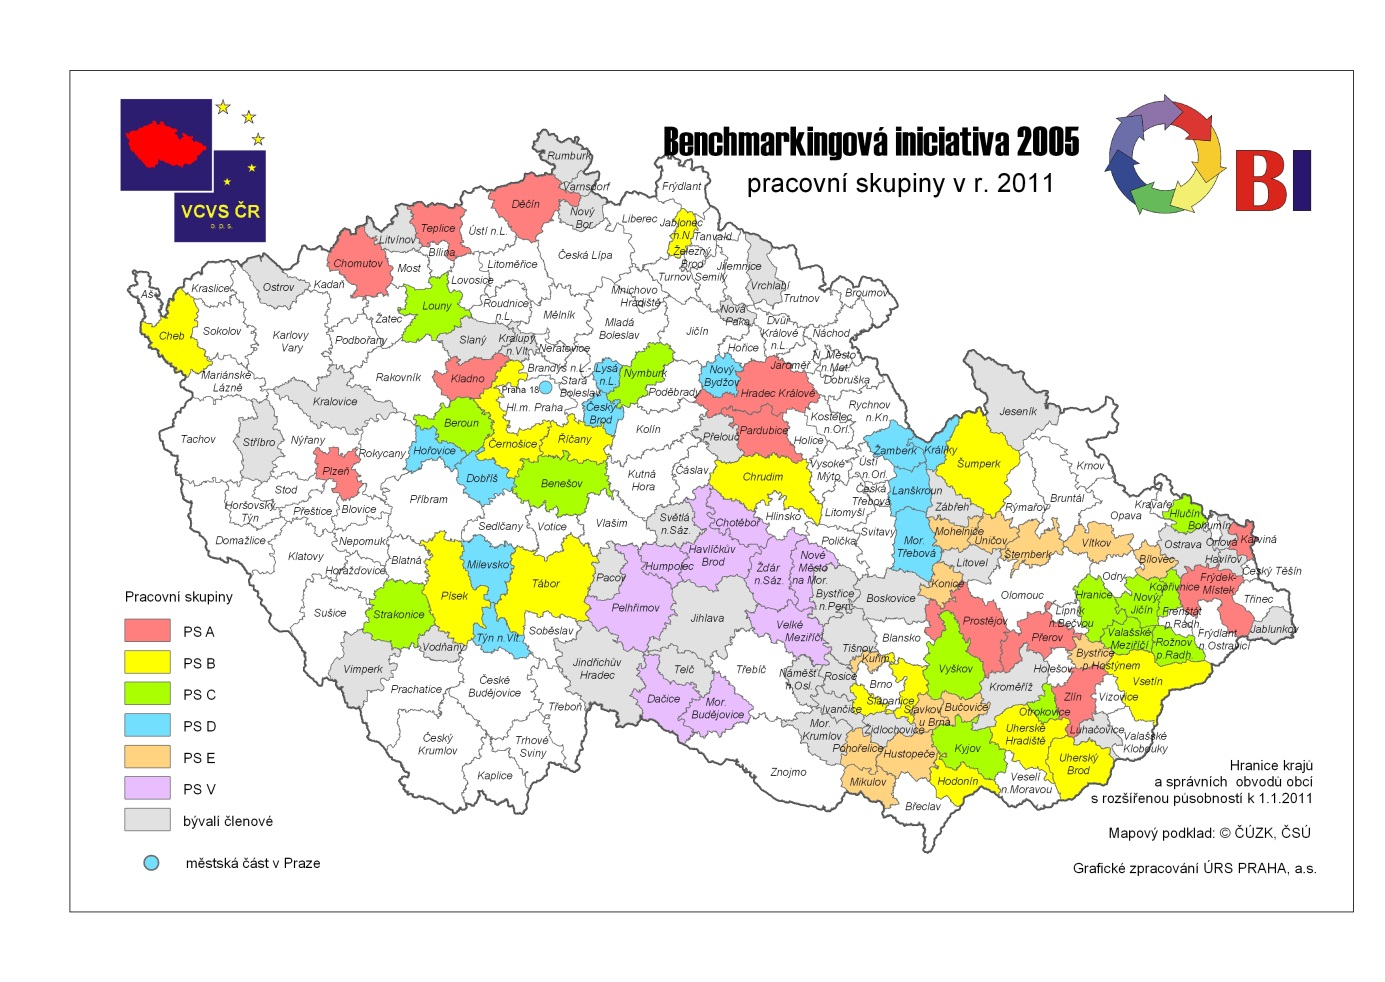 Benchmarkingová iniciativa 2005
pracovní skupiny v r. 2011
BI
VCVS ČR
o. p. s.
Rumburk
Varnsdorf
Děčín
Nový
Bor
Frýdlant
Liberec
Jablonec
n.N.
Tanvald
Železný
Brod
Teplice
Ústí n.L.
Litvínov
Bílina
Česká Lípa
Turnov
Semily
Jilemnice
Vrchlabí
Trutnov
Broumov
Chomutov
Most
Litoměřice
Lovosice
Mnichovo
Hradiště
Aš
Kraslice
Ostrov
Kadaň
Louny
Roudnice
n.L.
Mělník
Mladá
Boleslav
Jičín
Nová
Paka
Dvůr
Králové
n.L.
Náchod
Cheb
Sokolov
Karlovy
Vary
Žatec
Podbořany
Slaný
Kralupy
n.Vlt.
Neratovice
Hořice
Jaroměř
N. Město
n.Met.
Dobruška
Mariánské
Lázně
Rakovník
Kladno
Brandýs n.L.
Stará
Boleslav
Praha 18
Hl.m. Praha
Lysá
n.L.
Nymburk
Poděbrady
Nový
Bydžov
Hradec Králové
Rychnov
n.Kn.
Kralovice
Beroun
Český
Brod
Kolín
Pardubice
Přelouč
Holice
Kostelec
n.Orl.
Žamberk
Králíky
Jeseník
Tachov
Stříbro
Nýřany
Rokycany
Hořovice
Černošice
Říčany
Plzeň
Dobříš
Benešov
Kutná
Hora
Čáslav
Chrudim
Vysoké
Mýto
Ústí
n.Orl.
Česká
Třebová
Lanškroun
Šumperk
Krnov
Bruntál
Stod
Horšovský
Týn
Přeštice
Blovice
Příbram
Sedlčany
Votice
Vlašim
Světlá
n.Sáz.
Chotěboř
Hlinsko
Litomyšl
Svitavy
Polička
Zábřeh
Rýmařov
Opava
Kravaře
Hlučín
Bohumín
Domažlice
Klatovy
Nepomuk
Horažďovice
Blatná
Písek
Milevsko
Tábor
Pacov
Humpolec
Havlíčkův
Brod
Žďár
n.Sáz.
Nové
Město
na Mor.
Mor.
Třebová
Mohelnice
Uničov
Šternberk
Vítkov
Bílovec
Ostrava
Orlová
Karviná
Havířov
Český Těšín
Litovel
Konice
Sušice
Strakonice
Týn n.Vlt.
Soběslav
Pelhřimov
Jihlava
Bystřice
n.Pern.
Boskovice
Olomouc
Odry
Hranice
Nový
Jičín
Kopřivnice
Frýdek-
Místek
Třinec
Jablunkov
Frenštát
p.Radh.
Frýdlant
n.Ostravicí
Vimperk
Vodňany
Jindřichův
Hradec
Telč
Třebíč
Velké
Meziříčí
Tišnov
Blansko
Prostějov
Přerov
Lipník
n.Bečvou
Valašské
Meziříčí
Rožnov
p.Radh.
Vyškov
Bystřice
p.Hostýnem
Prachatice
České
Budějovice
Třeboň
Dačice
Mor.
Budějovice
Náměšť
n.Osl.
Rosice
Kuřim
Brno
Šlapanice
Slavkov
u Brna
Bučovice
Kroměříž
Holešov
Zlín
Otrokovice
Vizovice
Vsetín
Luhačovice
Valašské
Klobouky
Český
Krumlov
Trhové
Sviny
Kaplice
Ivančice
Mor.
Krumlov
Židlochovice
Pohořelice
Hustopeče
Kyjov
Uherské
Hradiště
Uherský
Brod
Znojmo
Mikulov
Břeclav
Hodonín
Veselí
n.Moravou
Pracovní skupiny
PS A
PS B
PS C
PS D
PS E
PS V
bývalí členové
městská část v Praze
Hranice krajů
a správních obvodů obcí
s rozšířenou působností k 1.1.2011
Mapový podklad: © ČÚZK, ČSÚ
Grafické zpracování ÚRS PRAHA, a.s.